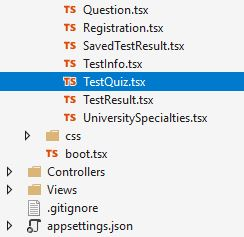 TS Question.tsx
TS Registration.tsx
TS SavedTestResult.tsx
TS TestInfo.tsx
TS TestQuiz.tsx
TS TestResult.tsx
TS UniversitySpecialties.tsx
css
TS boot.tsx
Controllers
Views
.gitignore
appsettings.json